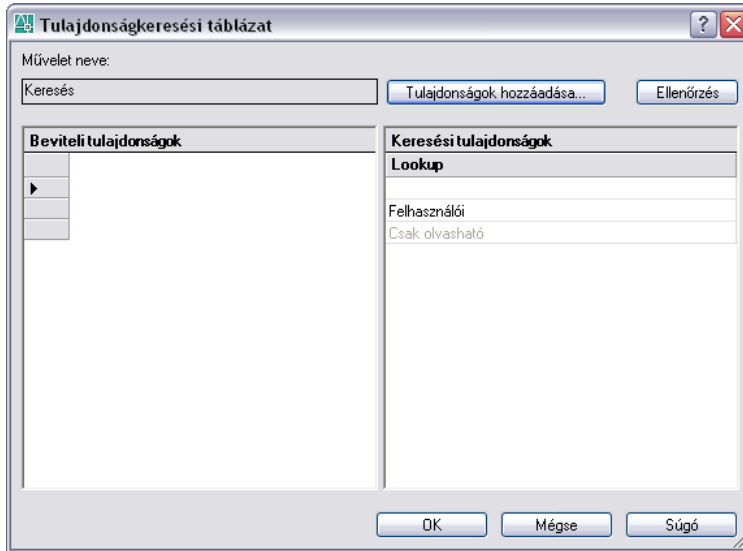 Tulajdonságkeresési táblázat
Művelet neve:
Keresés
Tulajdonságok hozzáadása...
Ellenőrzés
Beviteli tulajdonságok
Keresési tulajdonságok
Lookup
Felhasználói
Csak olvasható
OK
Mégse
Súgó